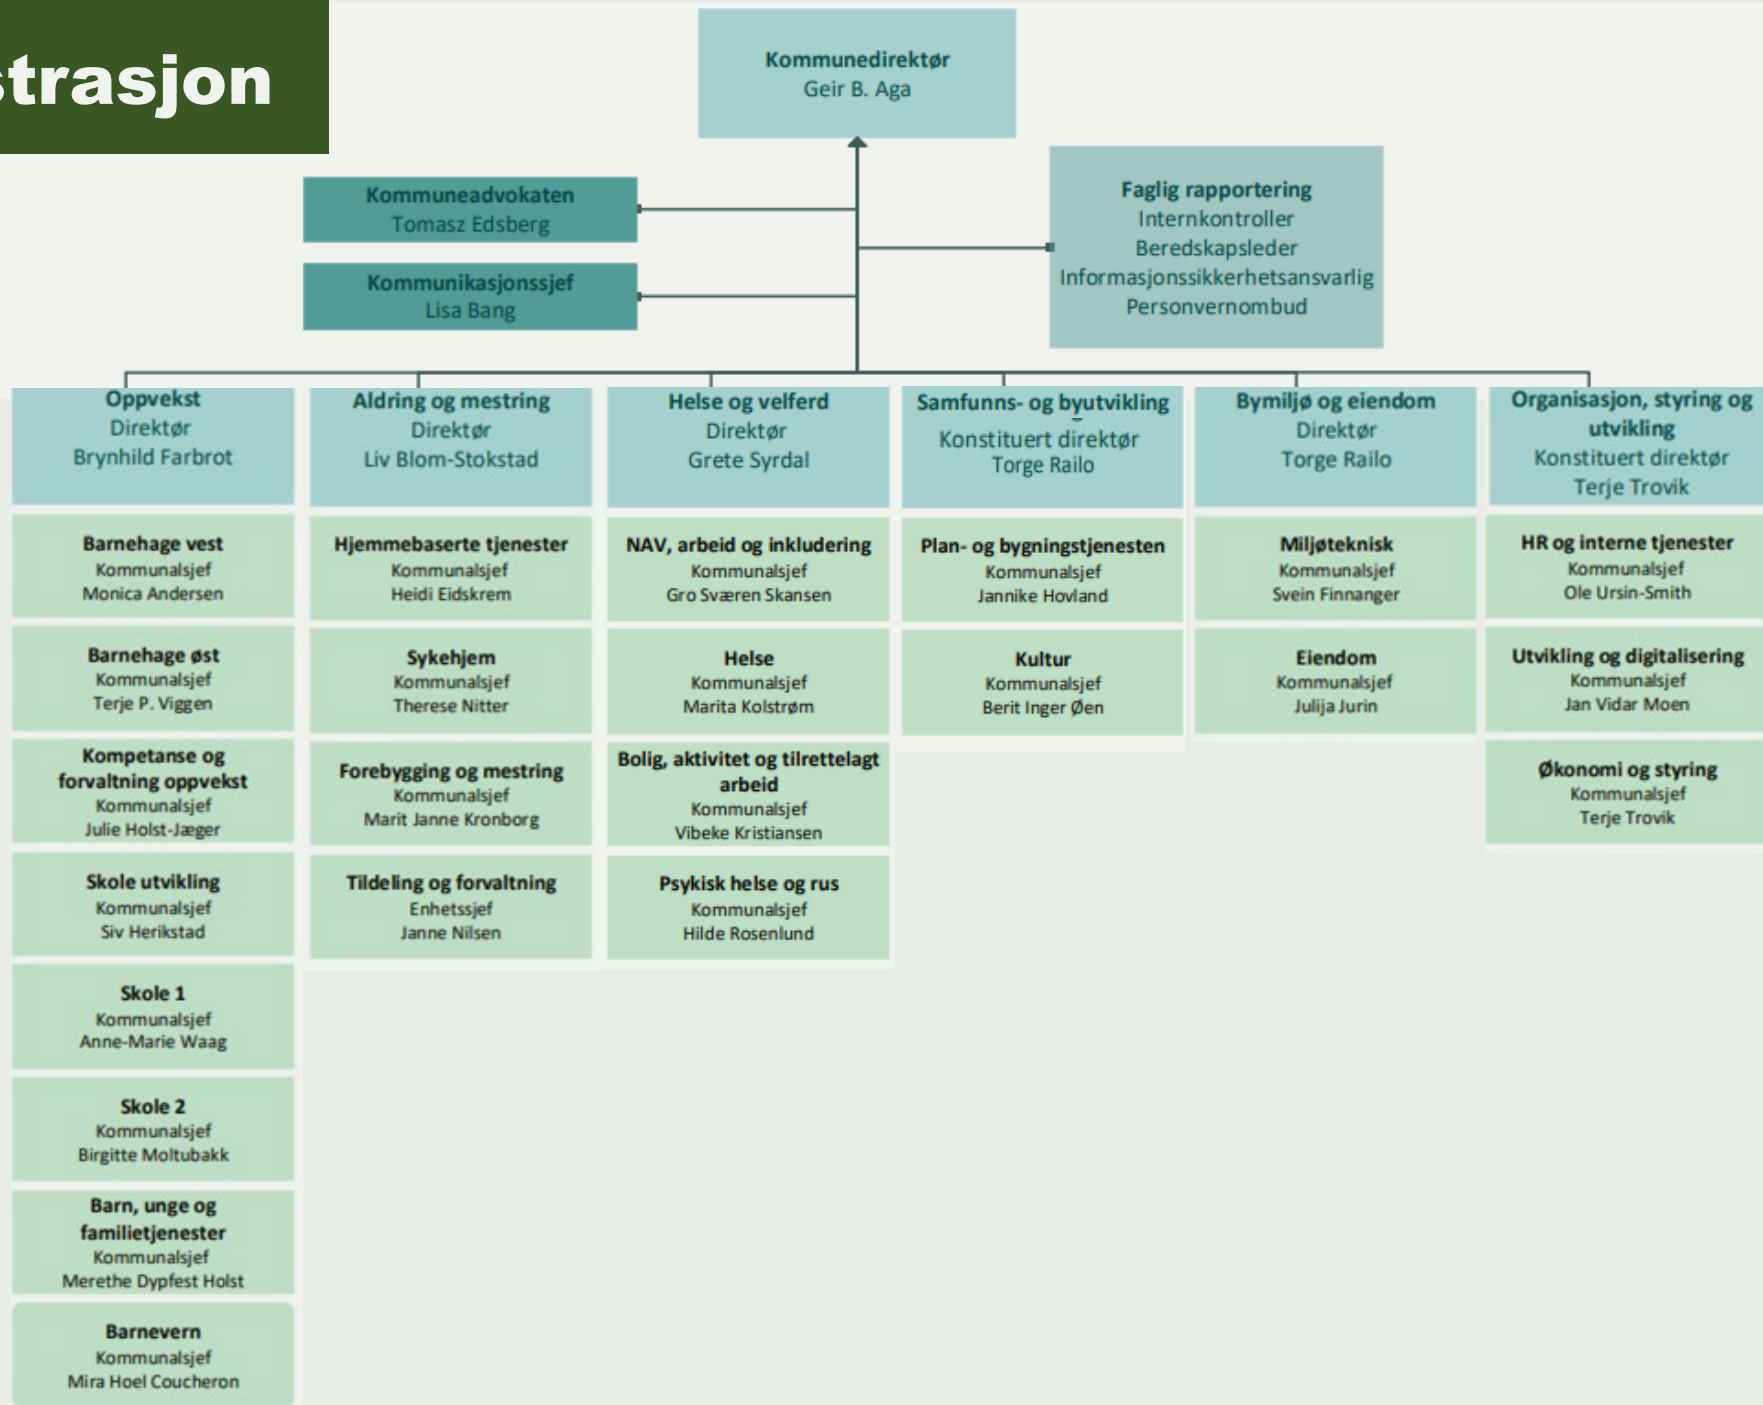 strasjon
Kommunedirektør
Geir B. Aga
Kommuneadvokaten
Tomasz Edsberg
Kommunikasjonssjef
Lisa Bang
Faglig rapportering
Internkontroller
Beredskapsleder
Informasjonssikkerhetsansvarlig
Personvernombud
Oppvekst
Direktør
Brynhild Farbrot
Barnehage vest
Kommunalsjef
Monica Andersen
Barnehage øst
Kommunalsjef
Terje P. Viggen
Kompetanse og
forvaltning oppvekst
Kommunalsjef
Julie Holst-Jæger
Skole utvikling
Kommunalsjef
Siv Herikstad
Skole 1
Kommunalsjef
Anne-Marie Waag
Skole 2
Kommunalsjef
Birgitte Moltubakk
Barn, unge og
familietjenester
Kommunalsjef
Merethe Dypfest Holst
Barnevern
Kommunalsjef
Mira Hoel Coucheron
Aldring og mestring
Direktør
Liv Blom-Stokstad
Hjemmebaserte tjenester
Kommunalsjef
Heidi Eidskrem
Sykehjem
Kommunalsjef
Therese Nitter
Forebygging og mestring
Kommunalsjef
Marit Janne Kronborg
Tildeling og forvaltning
Enhetssjef
Janne Nilsen
Helse og velferd
Direktør
Grete Syrdal
NAV, arbeid og inkludering
Kommunalsjef
Gro Sværen Skansen
Helse
Kommunalsjef
Marita Kolstrøm
Bolig, aktivitet og tilrettelagt
arbeid
Kommunalsjef
Vibeke Kristiansen
Psykisk helse og rus
Kommunalsjef
Hilde Rosenlund
Samfunns- og byutvikling
Konstituert direktør
Torge Railo
Plan- og bygningstjenesten
Kommunalsjef
Jannike Hovland
Kultur
Kommunalsjef
Berit Inger Øen
Bymiljø og eiendom
Direktør
Torge Railo
Miljøteknisk
Kommunalsjef
Svein Finnanger
Eiendom
Kommunalsjef
Julija Jurin
Organisasjon, styring og
utvikling
Konstituert direktør
Terje Trovik
HR og interne tjenester
Kommunalsjef
Ole Ursin-Smith
Utvikling og digitalisering
Kommunalsjef
Jan Vidar Moen
Økonomi og styring
Kommunalsjef
Terje Trovik